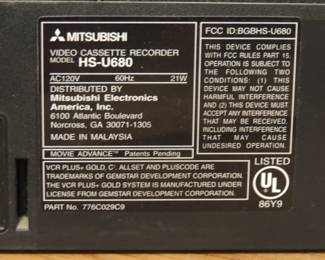 MITSUBISHI
VIDEO CASSETTE RECORDER
MODEL HS-U680
AC120V 60Hz 21W
DISTRIBUTED BY
Mitsubishi Electronics
America, Inc.
6100 Atlantic Boulevard
Norcross, GA 30071-1305
MADE IN MALAYSIA
MOVIE ADVANCE™ Patents Pending
VCR PLUS+ GOLD, C³, ALLSET AND PLUSCODE ARE
TRADEMARKS OF GEMSTAR DEVELOPMENT CORPORATION.
THE VCR PLUS+ GOLD SYSTEM IS MANUFACTURED
UNDER LICENSE FROM
GEMSTAR DEVELOPMENT CORPORATION.
PART No. 776C029C9
FCC ID:BGBHS-U680
THIS DEVICE COMPLIES
WITH FCC RULES PART 15.
OPERATION IS SUBJECT TO
THE FOLLOWING TWO
CONDITIONS: (1) THIS
DEVICE MAY NOT CAUSE
HARMFUL INTERFERENCE
AND (2) THIS DEVICE MUST
ACCEPT ANY INTERFERENCE
THAT MAY BE CAUSED
INCLUDING INTERFERENCE
THAT MAY CAUSE
UNDESIRED OPERATION.
LISTED
UL
86Y9